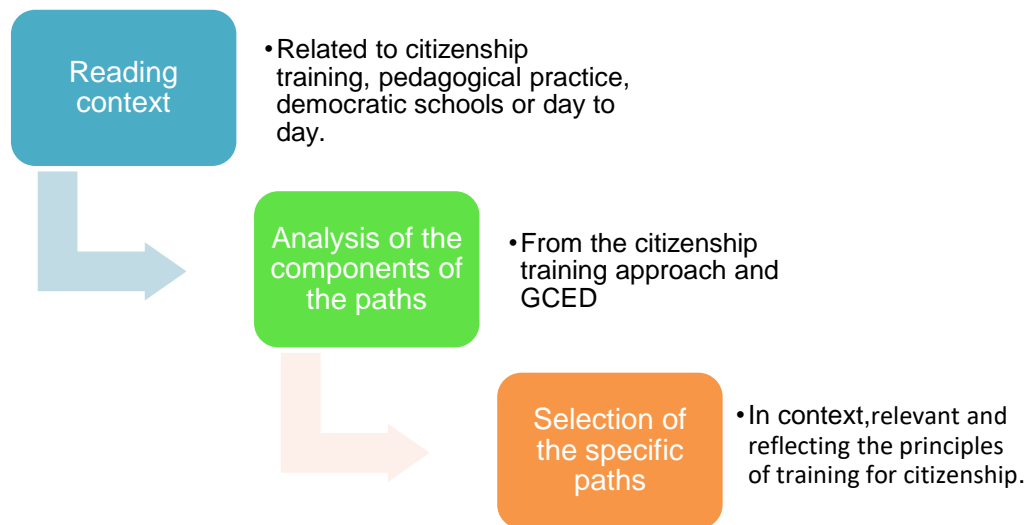 Reading
context
•Related to citizenship
training, pedagogical practice,
democratic schools or day to
day.
Analysis of the
components of
the paths
•From the citizenship
training approach and
GCED
Selection of
the specific
paths
•In context,relevant and
reflecting the principles
of training for citizenship.